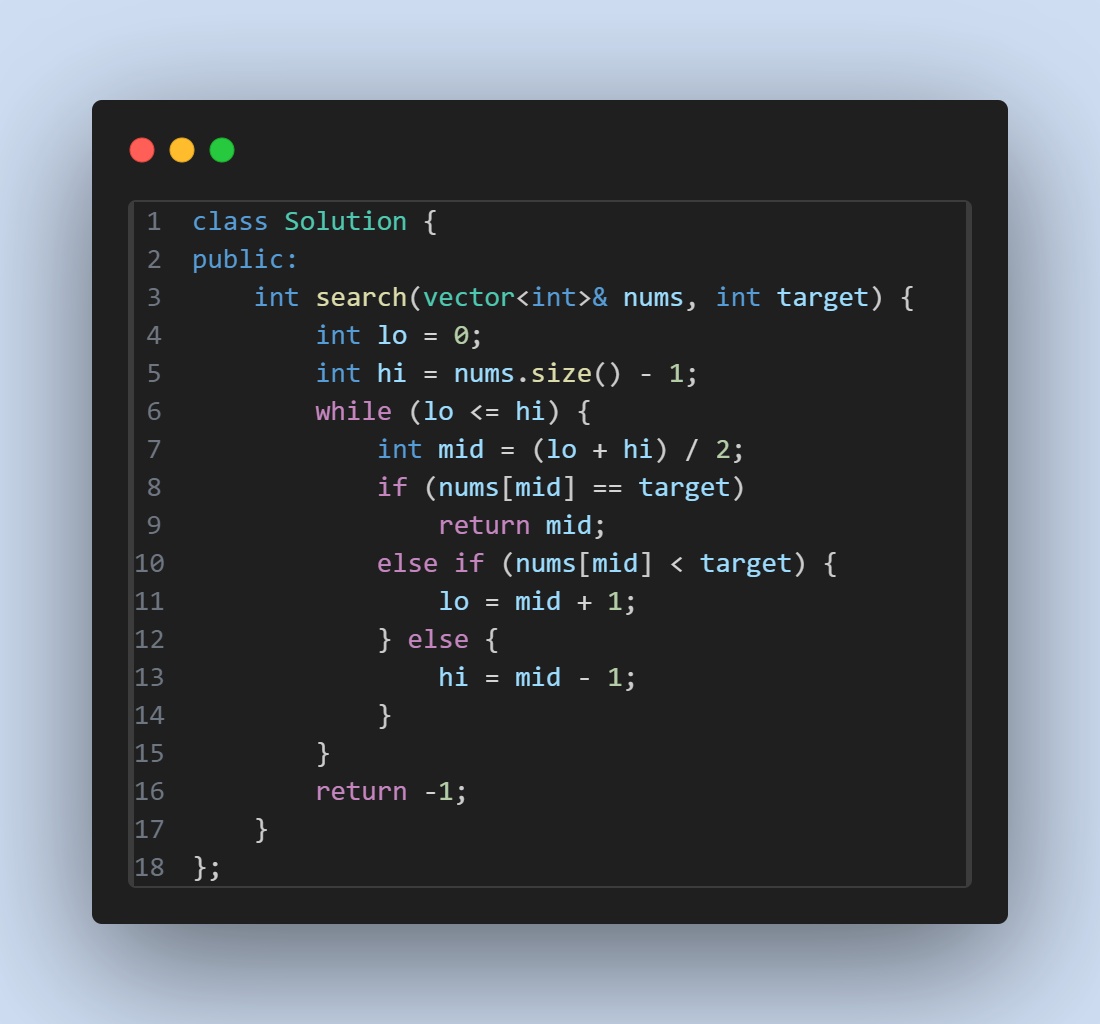 1 class Solution {
2 public:
3     int search(vector<int>& nums, int target) {
4         int lo = 0;
5         int hi = nums.size() - 1;
6         while (lo <= hi) {
7             int mid = (lo + hi) / 2;
8             if (nums[mid] == target)
9                 return mid;
10             else if (nums[mid] < target) {
11                 lo = mid + 1;
12             } else {
13                 hi = mid - 1;
14             }
15         }
16         return -1;
17     }
18 };